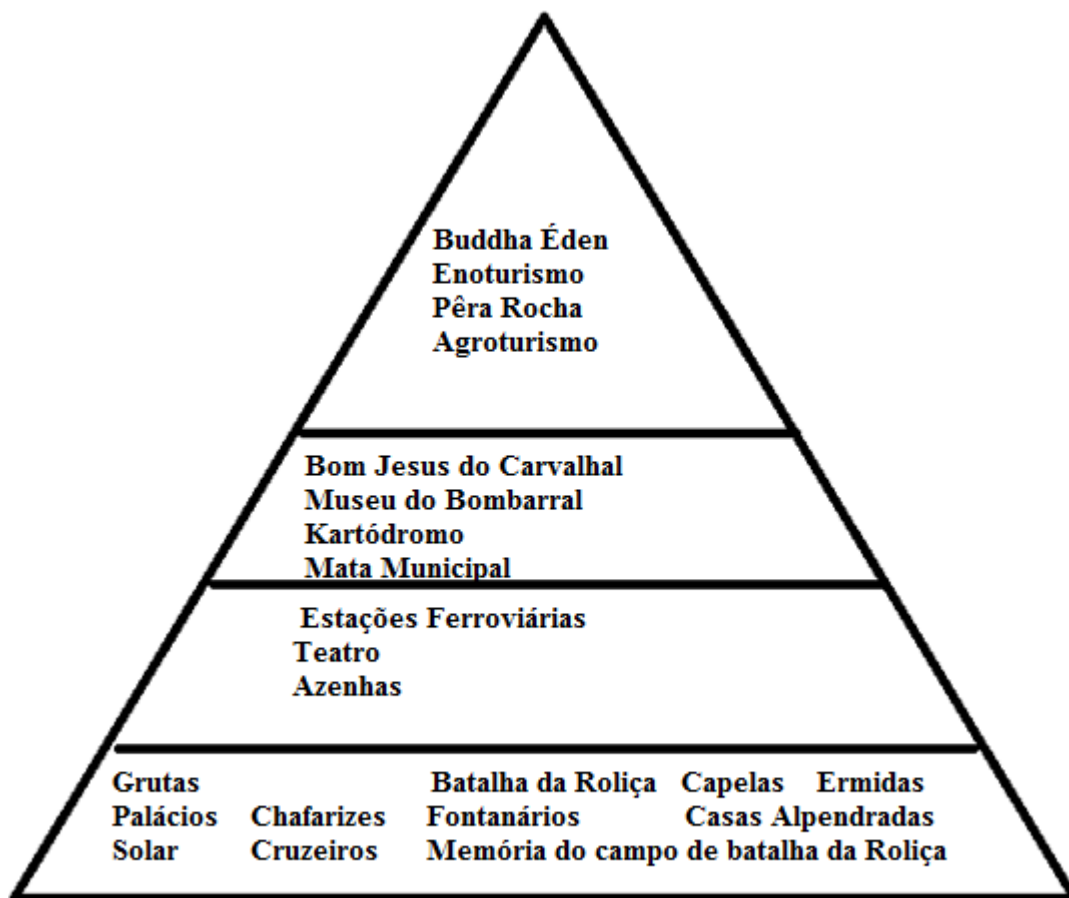 Buddha Éden
Enoturismo
Pêra Rocha
Agroturismo
Bom Jesus do Carvalhal
Museu do Bombarral
Kartódromo
Mata Municipal
Estações Ferroviárias
Teatro
Azenhas
Grutas Batalha da Roliça Capelas Ermidas
Palácios Chafarizes Fontanários Casas Alpendradas
Solar Cruzeiros Memória do campo de batalha da Roliça